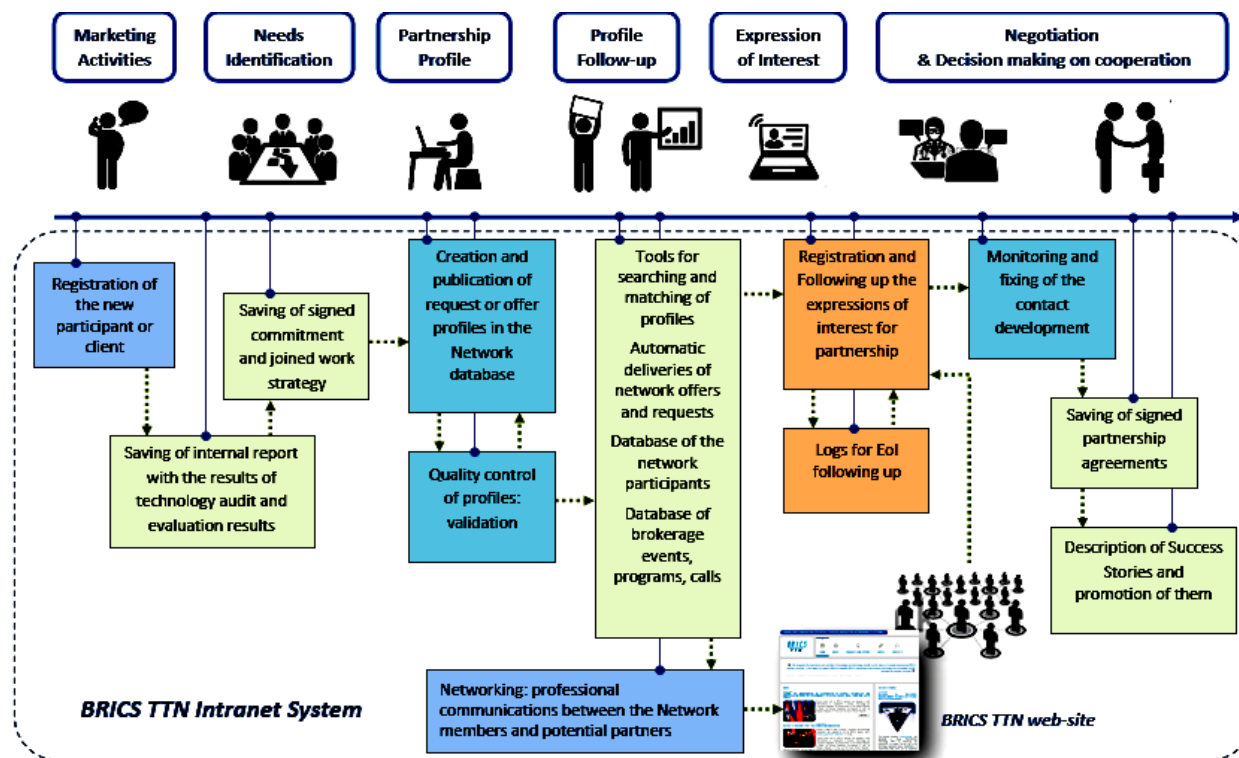 Marketing
Activities
Needs
Identification
Partnership
Profile
Profile
Follow-up
Expression
of Interest
Negotiation
& Decision making on cooperation
Registration of
the new
participant or
client
Saving of signed
commitment
and joined work
strategy
Saving of internal report
with the results of
technology audit and
evaluation results
Creation and
publication of
request or offer
profiles in the
Network
database
Quality control
of profiles:
validation
Tools for
searching and
matching of
profiles
Automatic
deliveries of
network offers
and requests
Database of the
network
participants
Database of
brokerage
events,
programs, calls
Registration and
Following up the
expressions of
interest for
partnership
Logs for EoI
following up
Monitoring and
fixing of the
contact
development
Saving of signed
partnership
agreements
Description of Success
Stories and
promotion of them
Networking: professional
communications between the Network
members and potential partners
BRICS TTN Intranet System
BRICS
TTN
BRICS TTN web-site